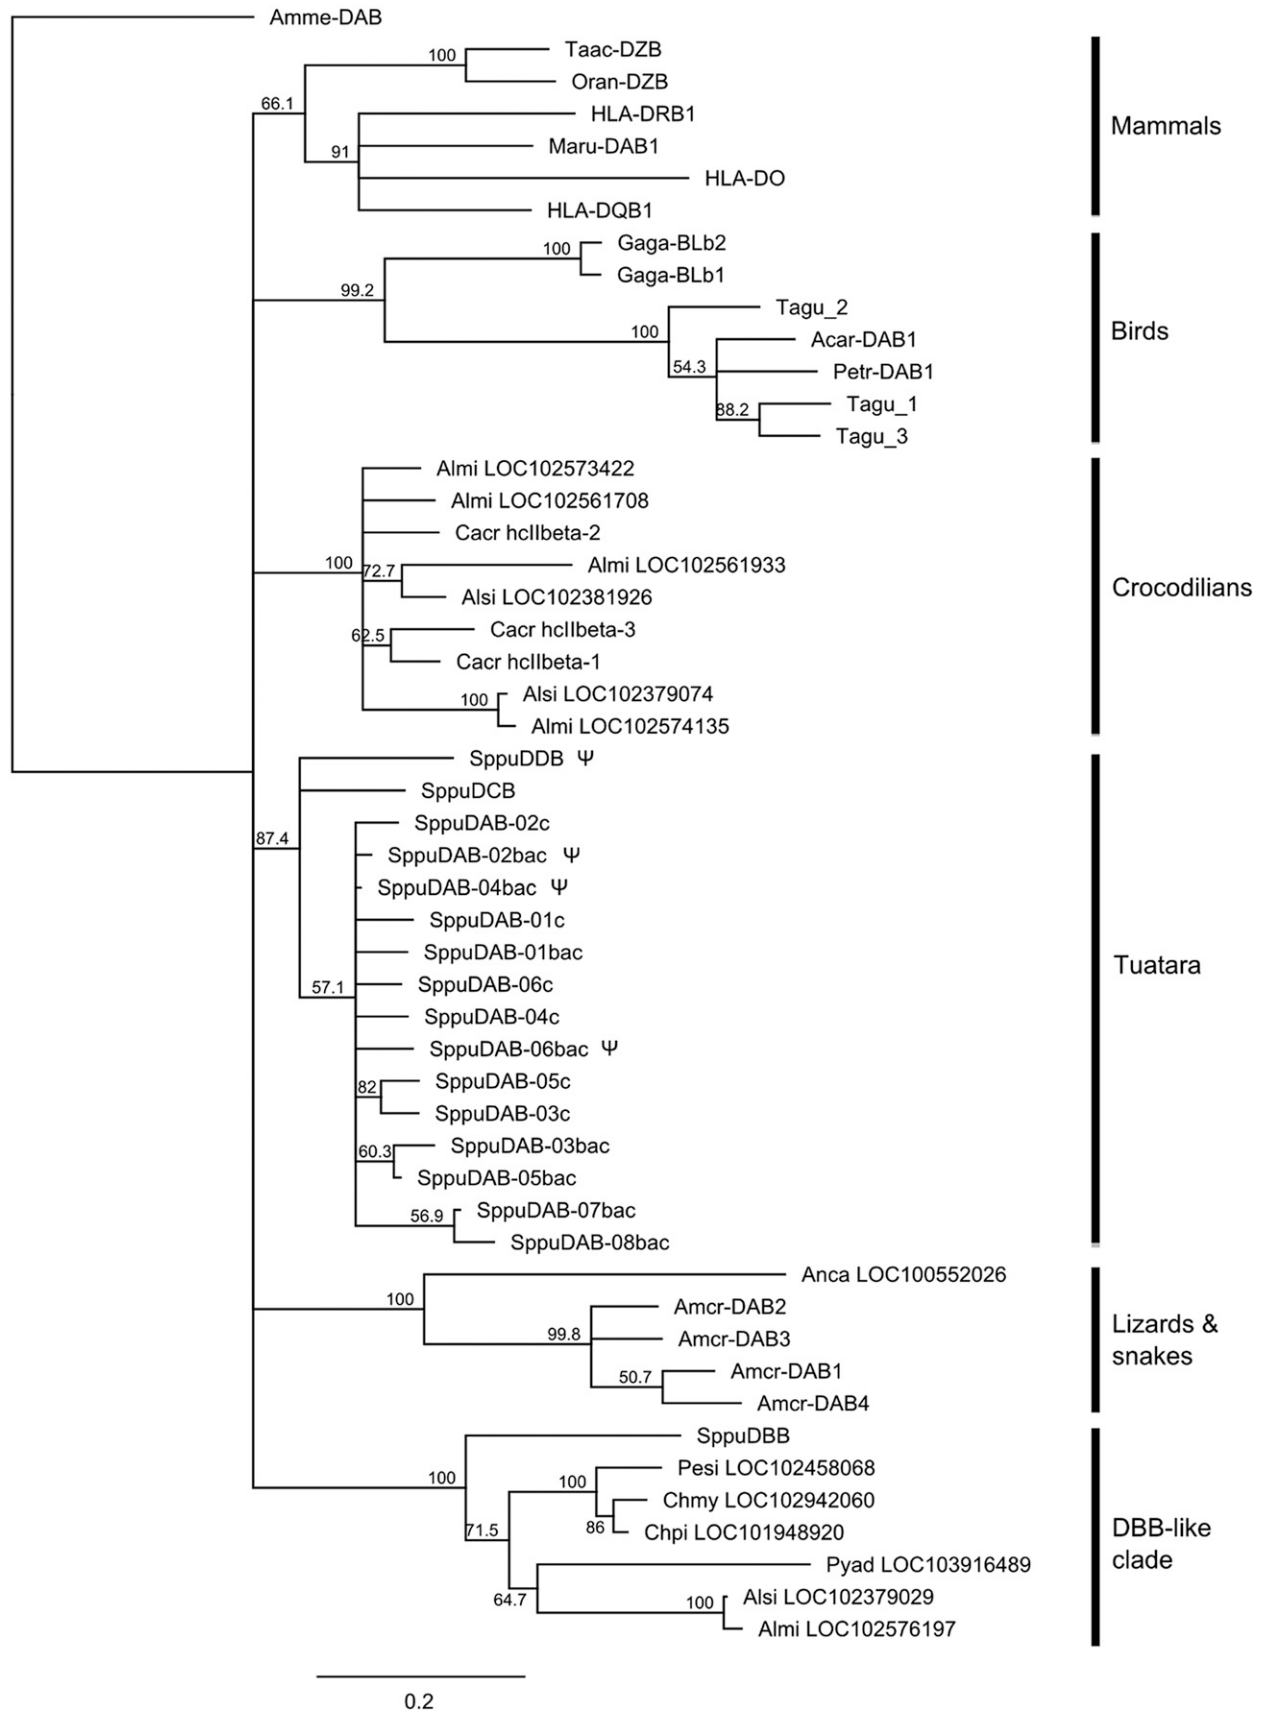 Amme-DAB
Taac-DZB
100
Oran-DZB
66.1
HLA-DRB1
Maru-DAB1
91
HLA-DO
HLA-DQB1
Mammals
Gaga-BLb2
100
Gaga-BLb1
99.2
Tagu_2
100
Acar-DAB1
54.3
Petr-DAB1
Tagu_1
88.2
Tagu_3
Birds
Almi LOC102573422
Almi LOC102561708
Cacr hcIIbeta-2
100
Almi LOC102561933
72.7
Alsi LOC102381926
Cacr hcIIbeta-3
62.5
Cacr hcIIbeta-1
Alsi LOC102379074
100
Almi LOC102574135
Crocodilians
SppuDDB Ψ
SppuDCB
SppuDAB-02c
87.4
SppuDAB-02bac Ψ
SppuDAB-04bac Ψ
SppuDAB-01c
SppuDAB-01bac
SppuDAB-06c
57.1
SppuDAB-04c
SppuDAB-06bac Ψ
SppuDAB-05c
82
SppuDAB-03c
SppuDAB-03bac
60.3
SppuDAB-05bac
SppuDAB-07bac
56.9
SppuDAB-08bac
Tuatara
Anca LOC100552026
100
Amcr-DAB2
99.8
Amcr-DAB3
Amcr-DAB1
50.7
Amcr-DAB4
Lizards &
snakes
SppuDBB
100
Pesi LOC102458068
100
Chmy LOC102942060
86
Chpi LOC101948920
71.5
Pyad LOC103916489
64.7
Alsi LOC102379029
100
Almi LOC102576197
DBB-like
clade
0.2